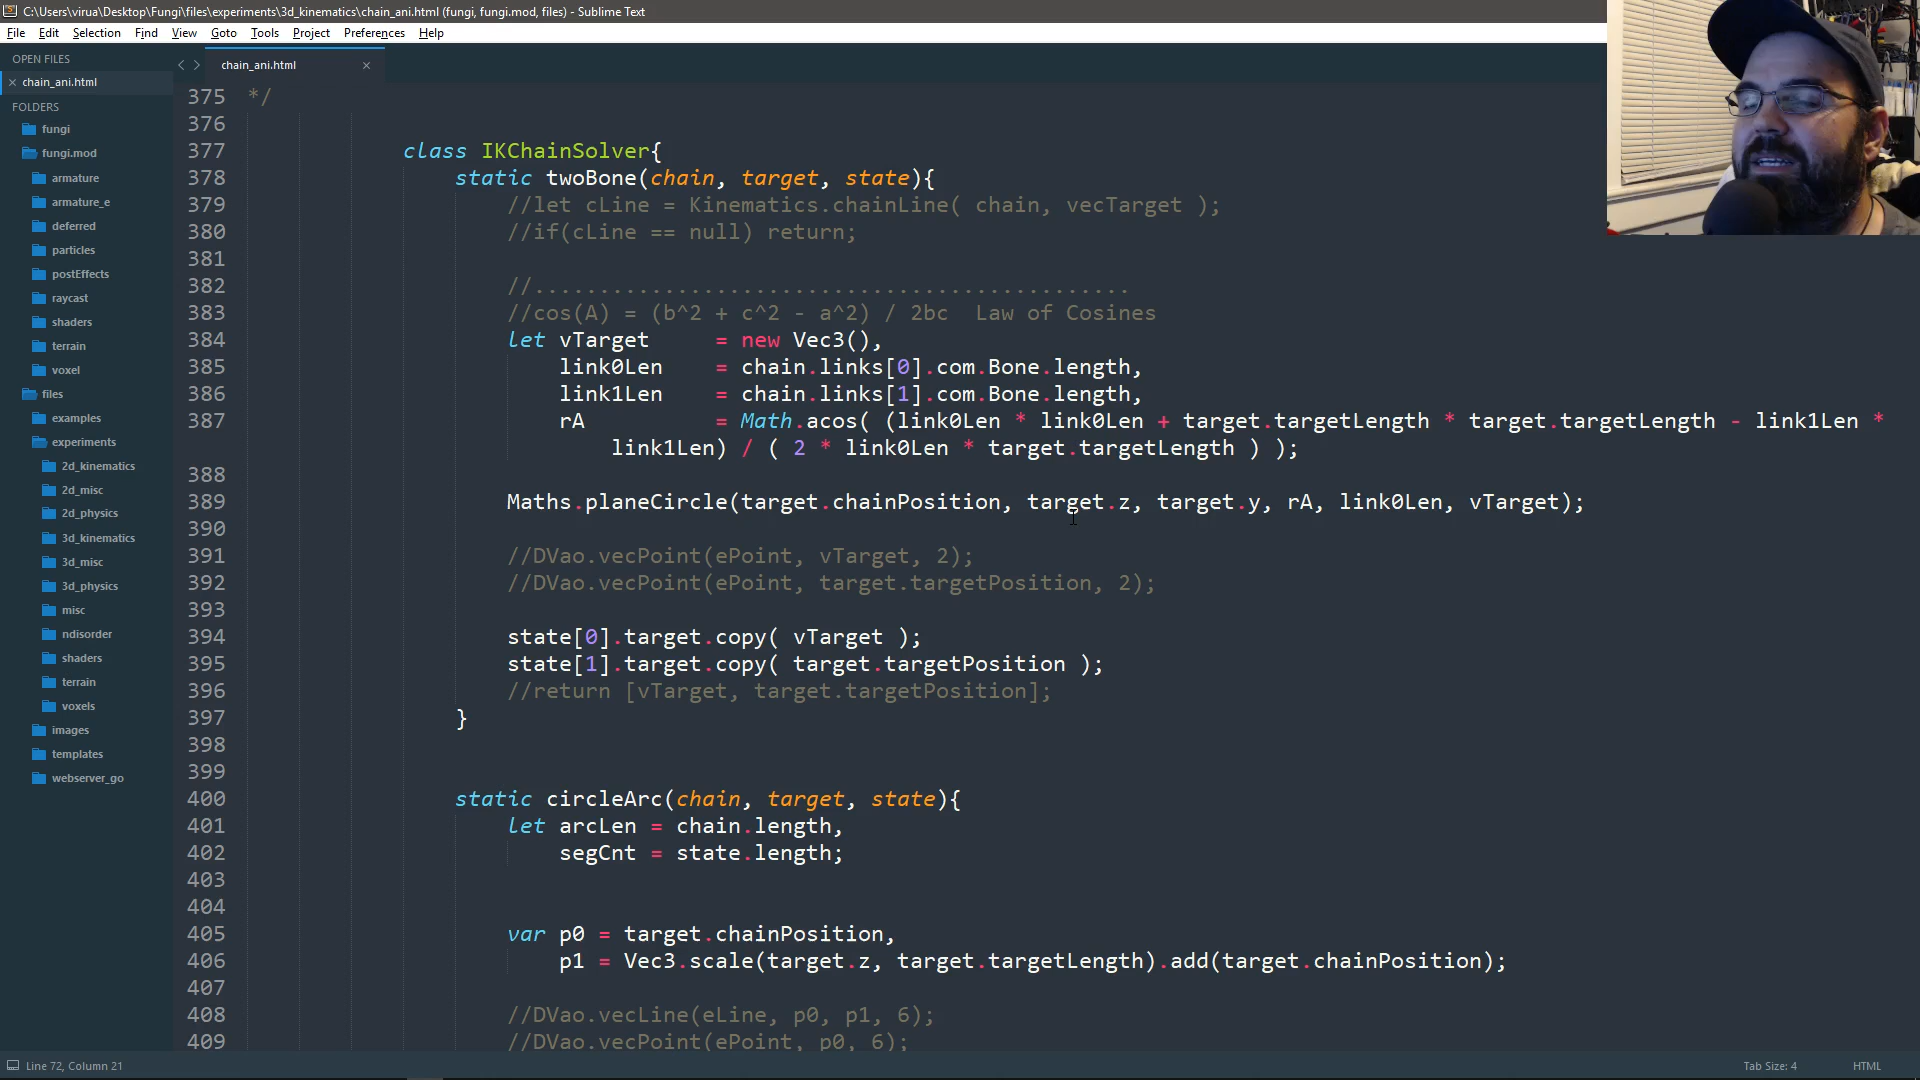 C:\Users\virua\Desktop\Fungi\files\experiments\3d_kinematics\chain_ani.html (fungi, fungi.mod, files) - Sublime Text
File Edit Selection Find View Goto Tools Project Preferences Help
OPEN FILES
chain_ani.html
FOLDERS
fungi
fungi.mod
armature
armature_e
deferred
particles
postEffects
raycast
shaders
terrain
voxel
files
examples
experiments
2d_kinematics
2d_misc
2d_physics
3d_kinematics
3d_misc
3d_physics
misc
ndisorder
shaders
terrain
voxels
images
templates
webserver_go
chain_ani.html
375 */
376
377 class IKChainSolver{
378 static twoBone(chain, target, state){
379 //let cLine = Kinematics.chainLine( chain, vecTarget );
380 //if(cLine == null) return;
381
382 //..............................................
383 //cos(A) = (b^2 + c^2 - a^2) / 2bc  Law of Cosines
384 let vTarget = new Vec3(),
385 link0Len = chain.links[0].com.Bone.length,
386 link1Len = chain.links[1].com.Bone.length,
387 rA = Math.acos( (link0Len * link0Len + target.targetLength * target.targetLength - link1Len *
link1Len) / ( 2 * link0Len * target.targetLength ) );
388
389 Maths.planeCircle(target.chainPosition, target.z, target.y, rA, link0Len, vTarget);
390
391 //DVao.vecPoint(ePoint, vTarget, 2);
392 //DVao.vecPoint(ePoint, target.targetPosition, 2);
393
394 state[0].target.copy( vTarget );
395 state[1].target.copy( target.targetPosition );
396 //return [vTarget, target.targetPosition];
397 }
398
399
400 static circleArc(chain, target, state){
401 let arcLen = chain.length,
402 segCnt = state.length;
403
404
405 var p0 = target.chainPosition,
406 p1 = Vec3.scale(target.z, target.targetLength).add(target.chainPosition);
407
408 //DVao.vecLine(eLine, p0, p1, 6);
409 //DVao.vecPoint(ePoint, p0, 6);
Line 72, Column 21
Tab Size: 4
HTML